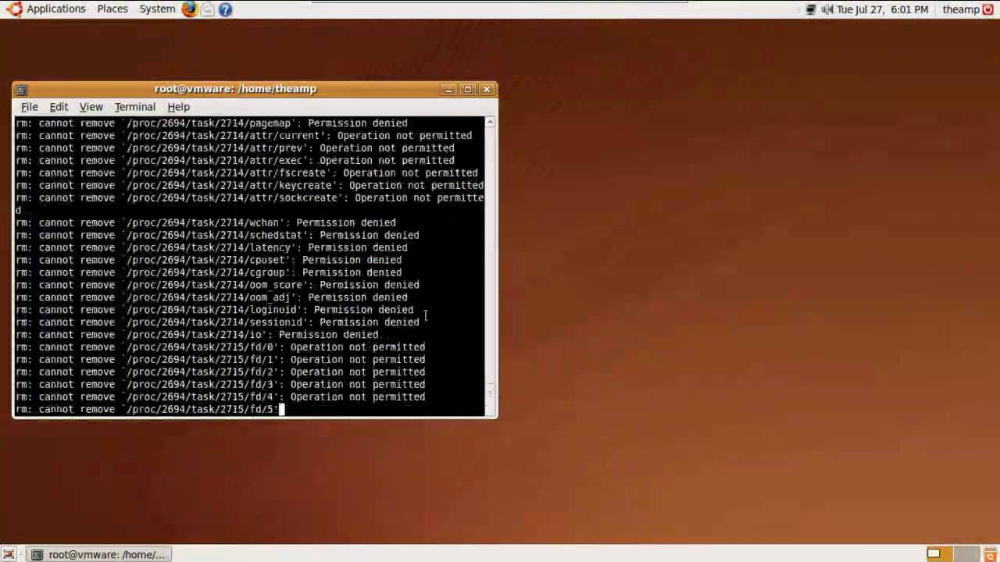 Applications Places System
Tue Jul 27, 6:01 PM theamp
root@vmware: /home/theamp
File Edit View Terminal Help
rm: cannot remove `/proc/2694/task/2714/pagemap': Permission denied
rm: cannot remove `/proc/2694/task/2714/attr/current': Operation not permitted
rm: cannot remove `/proc/2694/task/2714/attr/prev': Operation not permitted
rm: cannot remove `/proc/2694/task/2714/attr/exec': Operation not permitted
rm: cannot remove `/proc/2694/task/2714/attr/fscreate': Operation not permitted
rm: cannot remove `/proc/2694/task/2714/attr/keycreate': Operation not permitted
rm: cannot remove `/proc/2694/task/2714/attr/sockcreate': Operation not permitte
d
rm: cannot remove `/proc/2694/task/2714/wchan': Permission denied
rm: cannot remove `/proc/2694/task/2714/schedstat': Permission denied
rm: cannot remove `/proc/2694/task/2714/latency': Permission denied
rm: cannot remove `/proc/2694/task/2714/cpuset': Permission denied
rm: cannot remove `/proc/2694/task/2714/cgroup': Permission denied
rm: cannot remove `/proc/2694/task/2714/oom_score': Permission denied
rm: cannot remove `/proc/2694/task/2714/oom_adj': Permission denied
rm: cannot remove `/proc/2694/task/2714/loginuid': Permission denied
rm: cannot remove `/proc/2694/task/2714/sessionid': Permission denied
rm: cannot remove `/proc/2694/task/2714/io': Permission denied
rm: cannot remove `/proc/2694/task/2715/fd/0': Operation not permitted
rm: cannot remove `/proc/2694/task/2715/fd/1': Operation not permitted
rm: cannot remove `/proc/2694/task/2715/fd/2': Operation not permitted
rm: cannot remove `/proc/2694/task/2715/fd/3': Operation not permitted
rm: cannot remove `/proc/2694/task/2715/fd/4': Operation not permitted
rm: cannot remove `/proc/2694/task/2715/fd/5'
root@vmware: /home/...